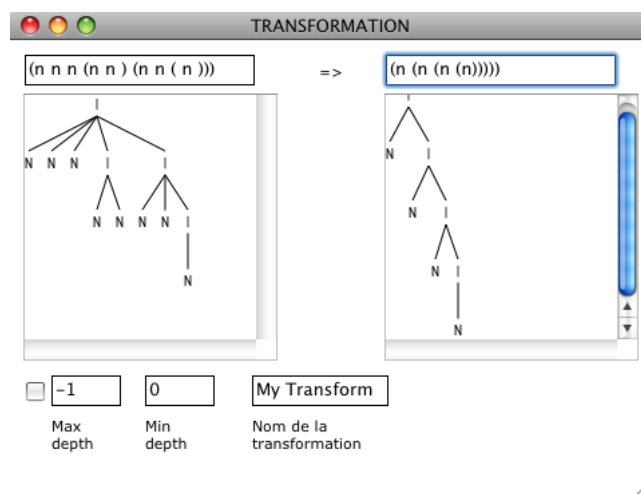 TRANSFORMATION
(n n n (n n ) (n n ( n )))
=>
(n (n (n (n)))))
N N N
N N N N
N
N
N
N
N
-1
0
My Transform
Max
depth
Min
depth
Nom de la
transformation